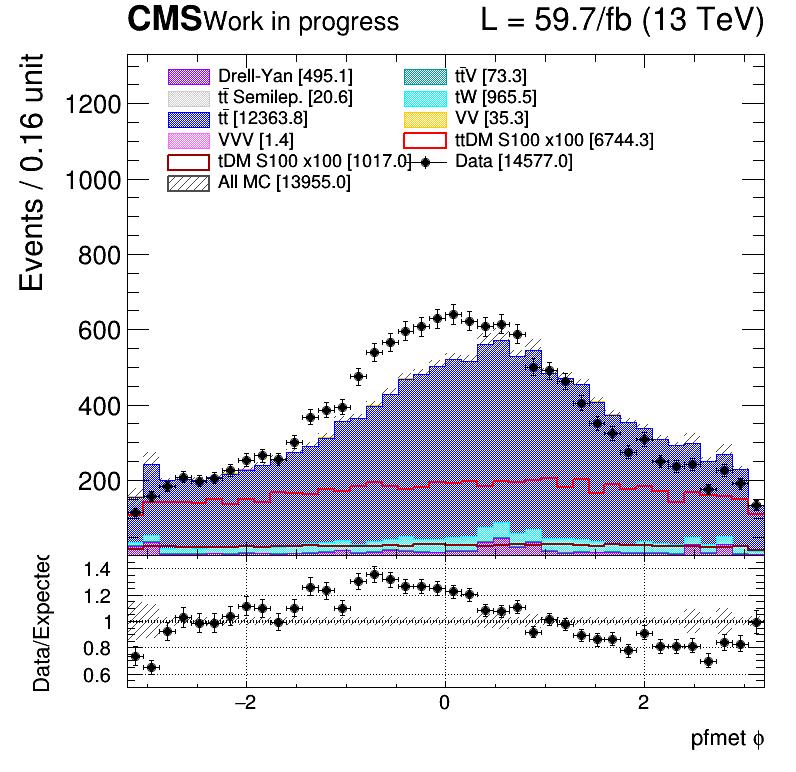 CMS Work in progress L = 59.7/fb (13 TeV)
Events / 0.16 unit
1200
1000
800
600
400
200
Drell-Yan [495.1]
tt̄V [73.3]
tt̄ Semilep. [20.6]
tW [965.5]
tt̄ [12363.8]
VV [35.3]
VVV [1.4]
ttDM S100 x100 [6744.3]
tDM S100 x100 [1017.0]
Data [14577.0]
All MC [13955.0]
Data/Expected
1.4
1.2
1
0.8
0.6
−2 0 2
pfmet ϕ